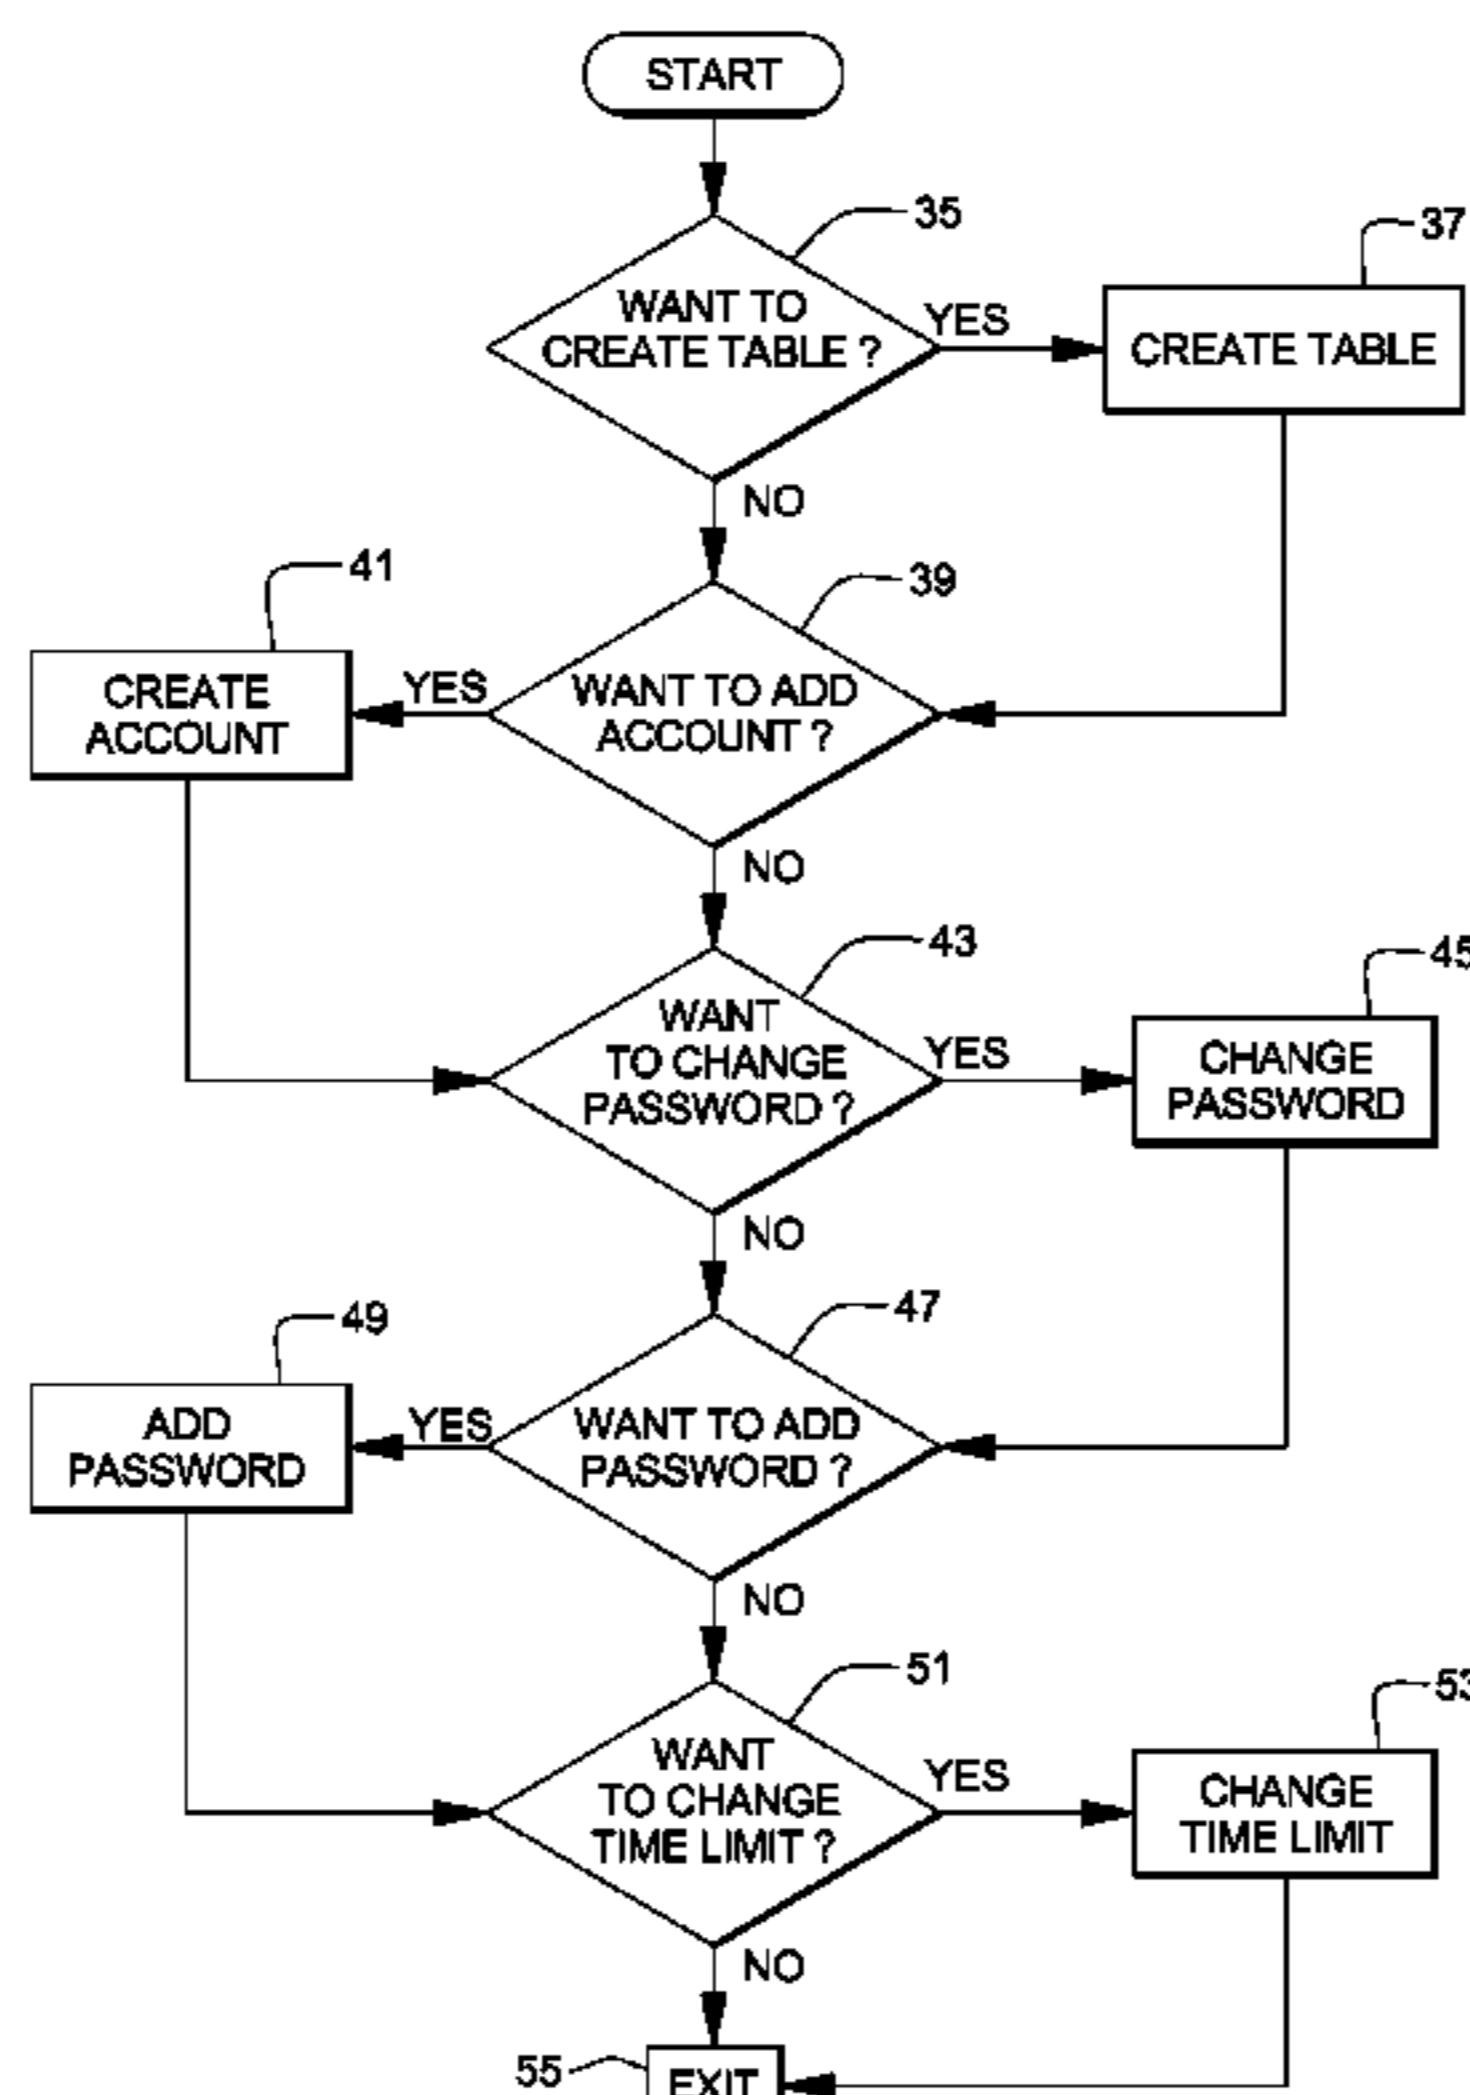 START
35
37
WANT TO
CREATE TABLE ?
YES
CREATE TABLE
NO
41
39
CREATE
ACCOUNT
YES
WANT TO ADD
ACCOUNT ?
NO
43
45
WANT
TO CHANGE
PASSWORD ?
YES
CHANGE
PASSWORD
NO
49
47
ADD
PASSWORD
YES
WANT TO ADD
PASSWORD ?
NO
51
53
WANT
TO CHANGE
TIME LIMIT ?
YES
CHANGE
TIME LIMIT
NO
55
EXIT